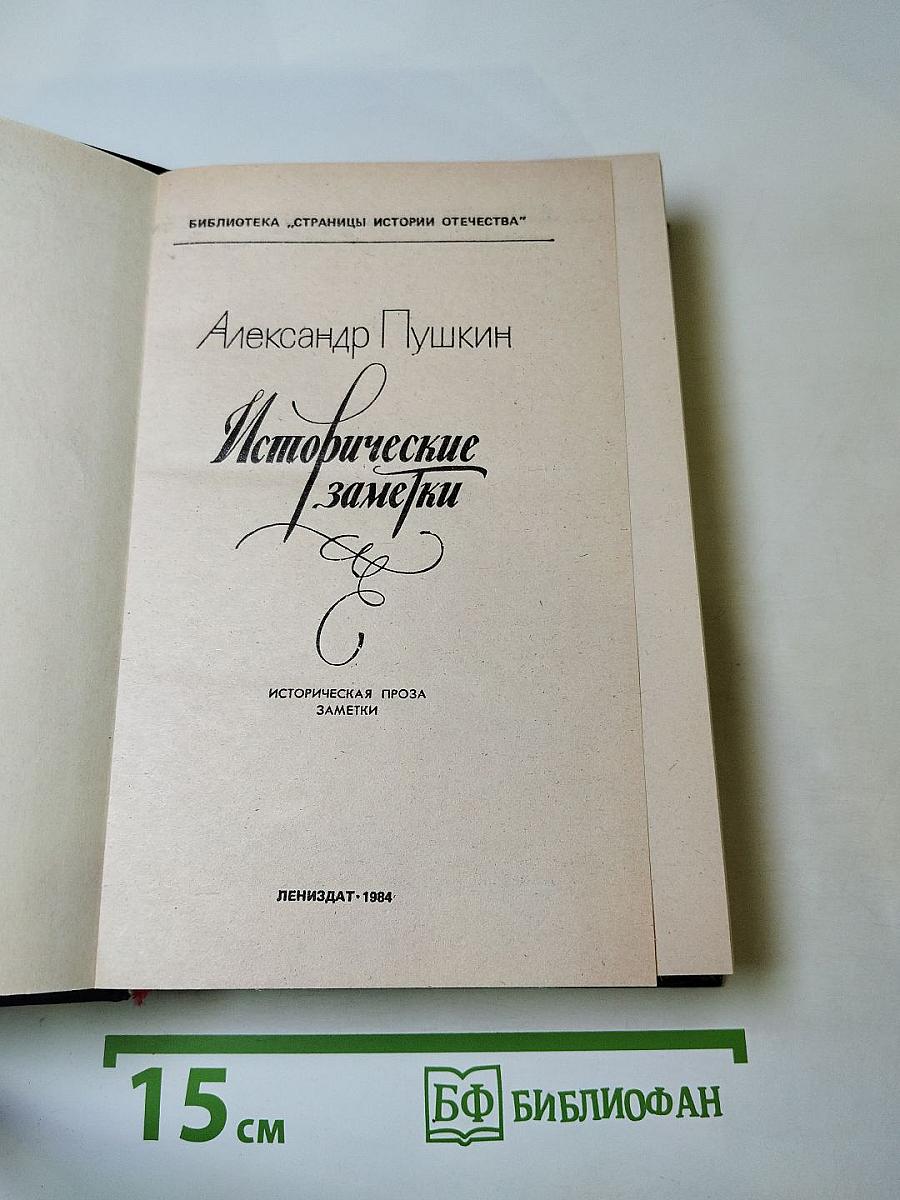 БИБЛИОТЕКА „СТРАНИЦЫ ИСТОРИИ ОТЕЧЕСТВА"
Александр Пушкин
Исторические
заметки
ИСТОРИЧЕСКАЯ ПРОЗА
ЗАМЕТКИ
ЛЕНИЗДАТ·1984
15 см
БФ БИБЛИОФАН